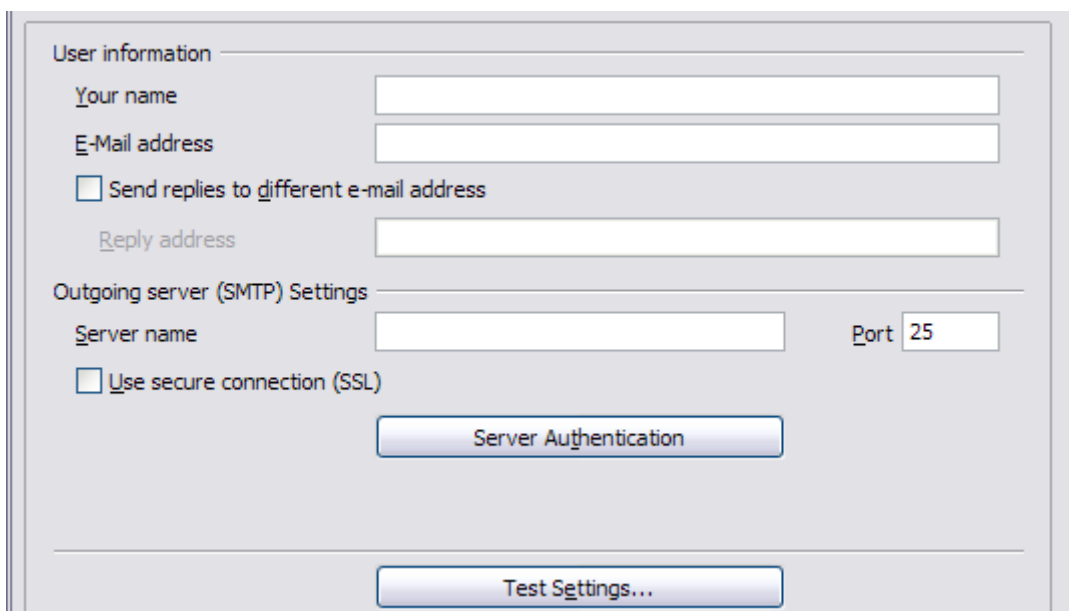 User information
Your name
E-Mail address
Send replies to different e-mail address
Reply address
Outgoing server (SMTP) Settings
Server name Port 25
Use secure connection (SSL)
Server Authentication
Test Settings...